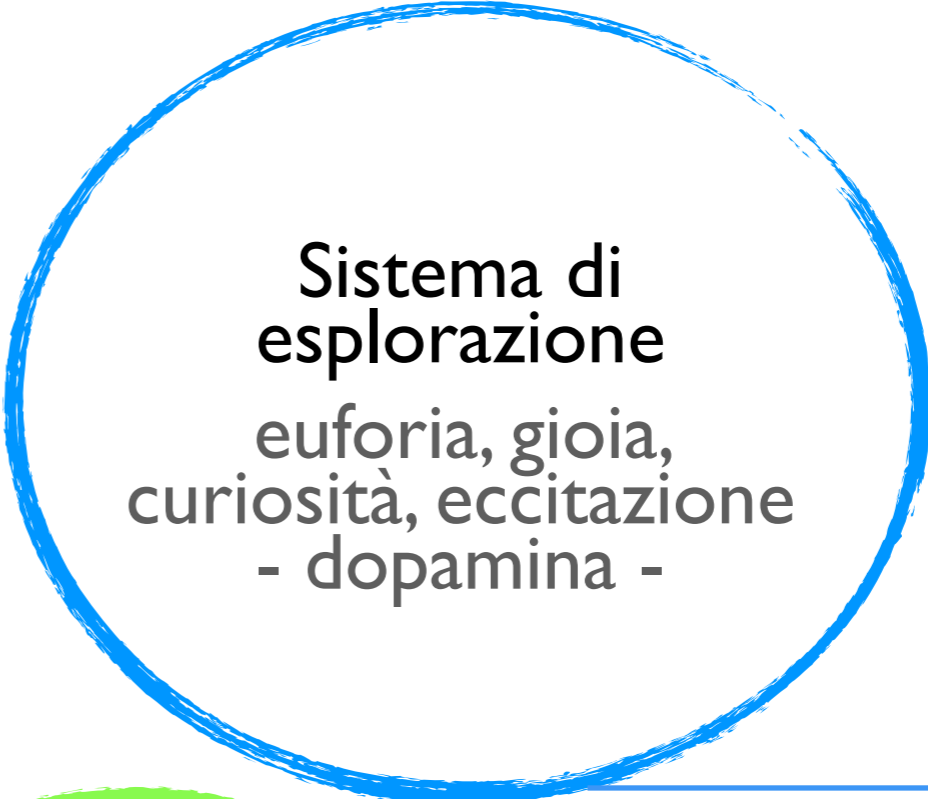 Sistema di
esplorazione
euforia, gioia,
curiosità, eccitazione
- dopamina -